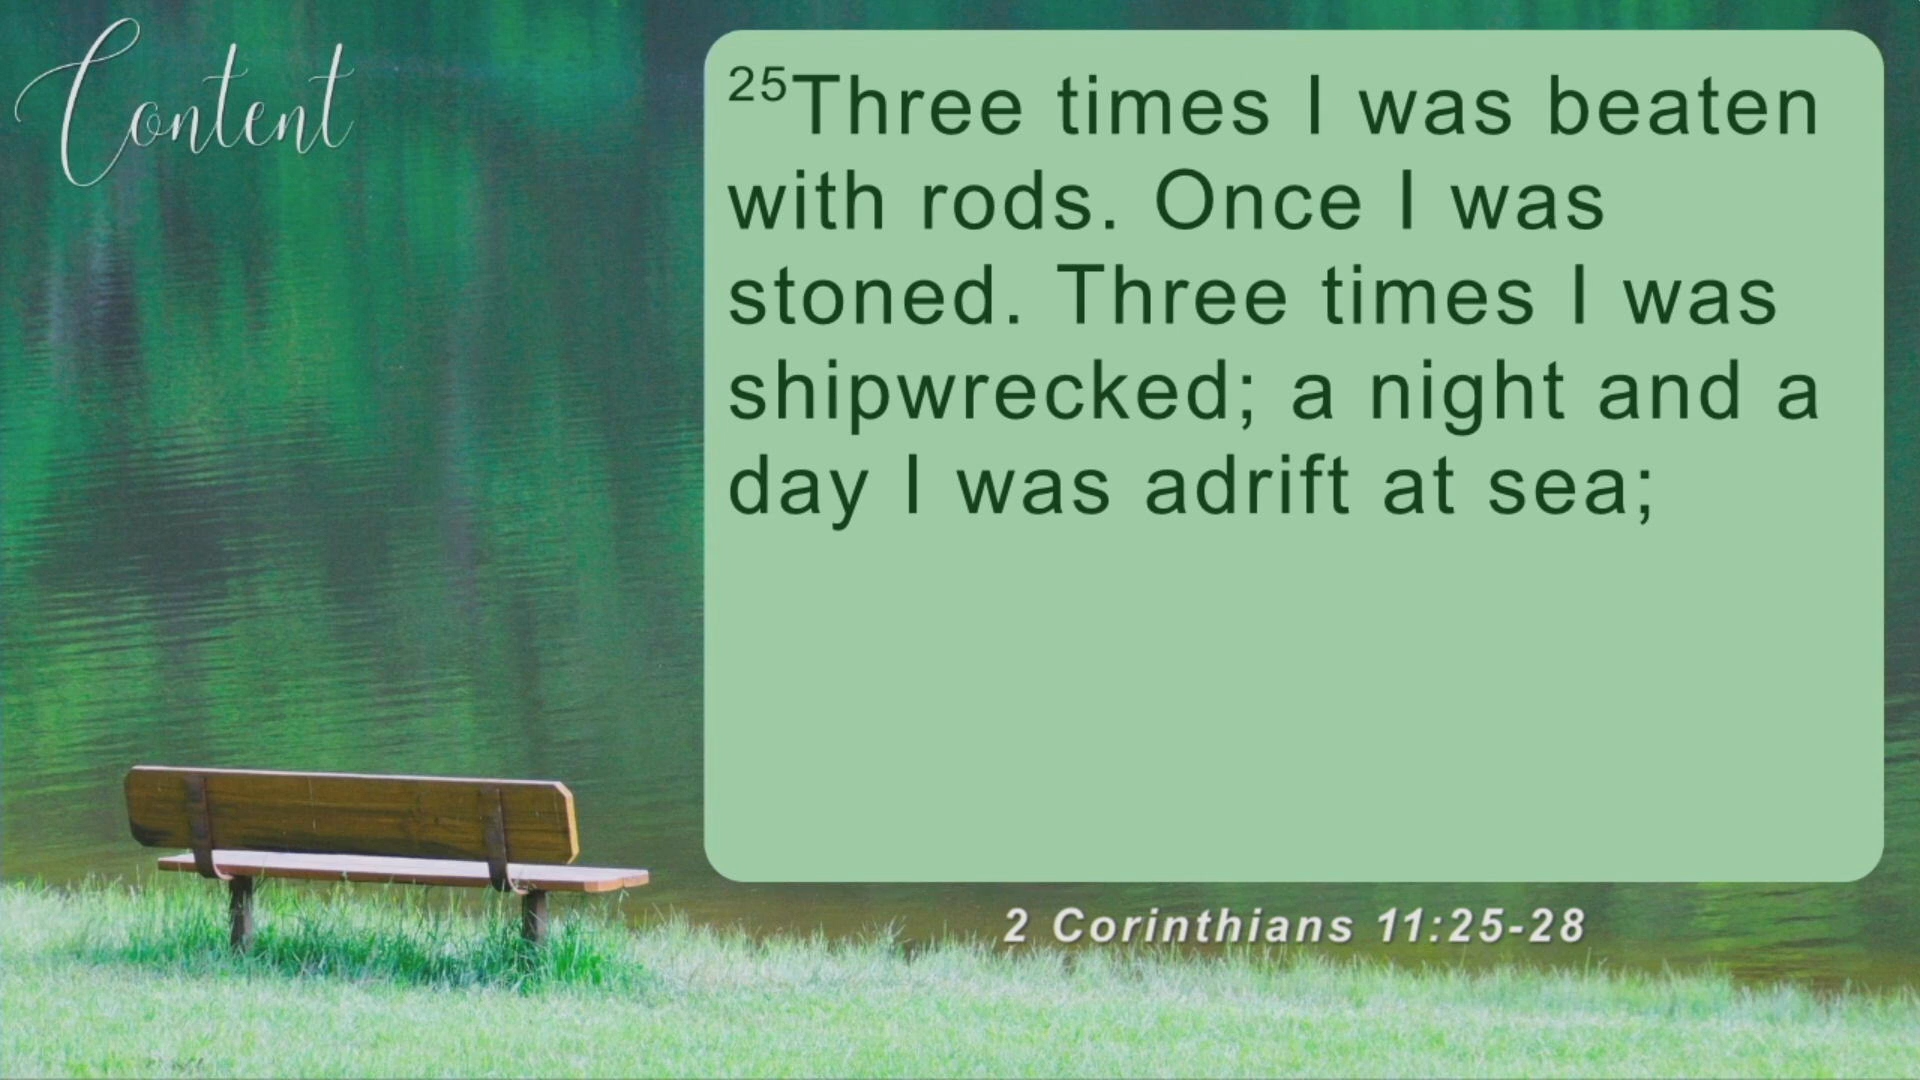 Content
25Three times I was beaten
with rods. Once I was
stoned. Three times I was
shipwrecked; a night and a
day I was adrift at sea;
2 Corinthians 11:25-28